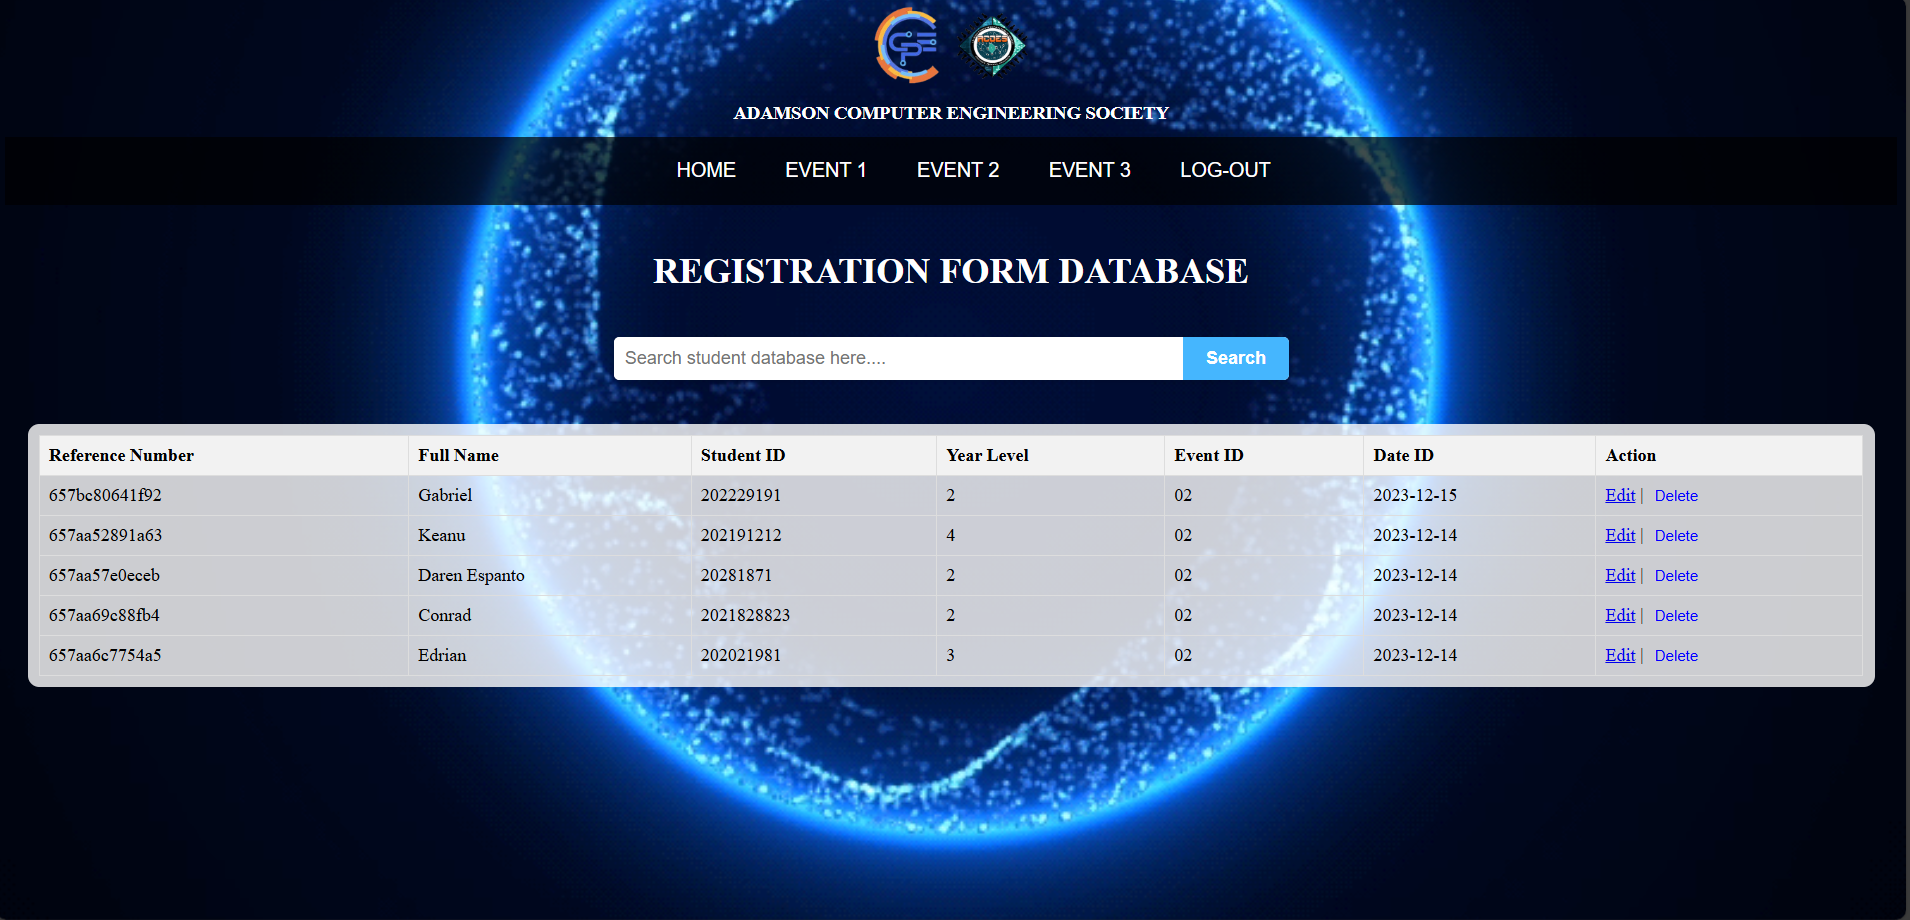 CPE
ACOES
ADAMSON COMPUTER ENGINEERING SOCIETY
HOME EVENT 1 EVENT 2 EVENT 3 LOG-OUT
REGISTRATION FORM DATABASE
Search student database here.... Search
Reference Number Full Name Student ID Year Level Event ID Date ID Action
657bc80641f92 Gabriel 202229191 2 02 2023-12-15 Edit | Delete
657aa52891a63 Keanu 202191212 4 02 2023-12-14 Edit | Delete
657aa57e0eceb Daren Espanto 20281871 2 02 2023-12-14 Edit | Delete
657aa69c88fb4 Conrad 2021828823 2 02 2023-12-14 Edit | Delete
657aa6c7754a5 Edrian 202021981 3 02 2023-12-14 Edit | Delete